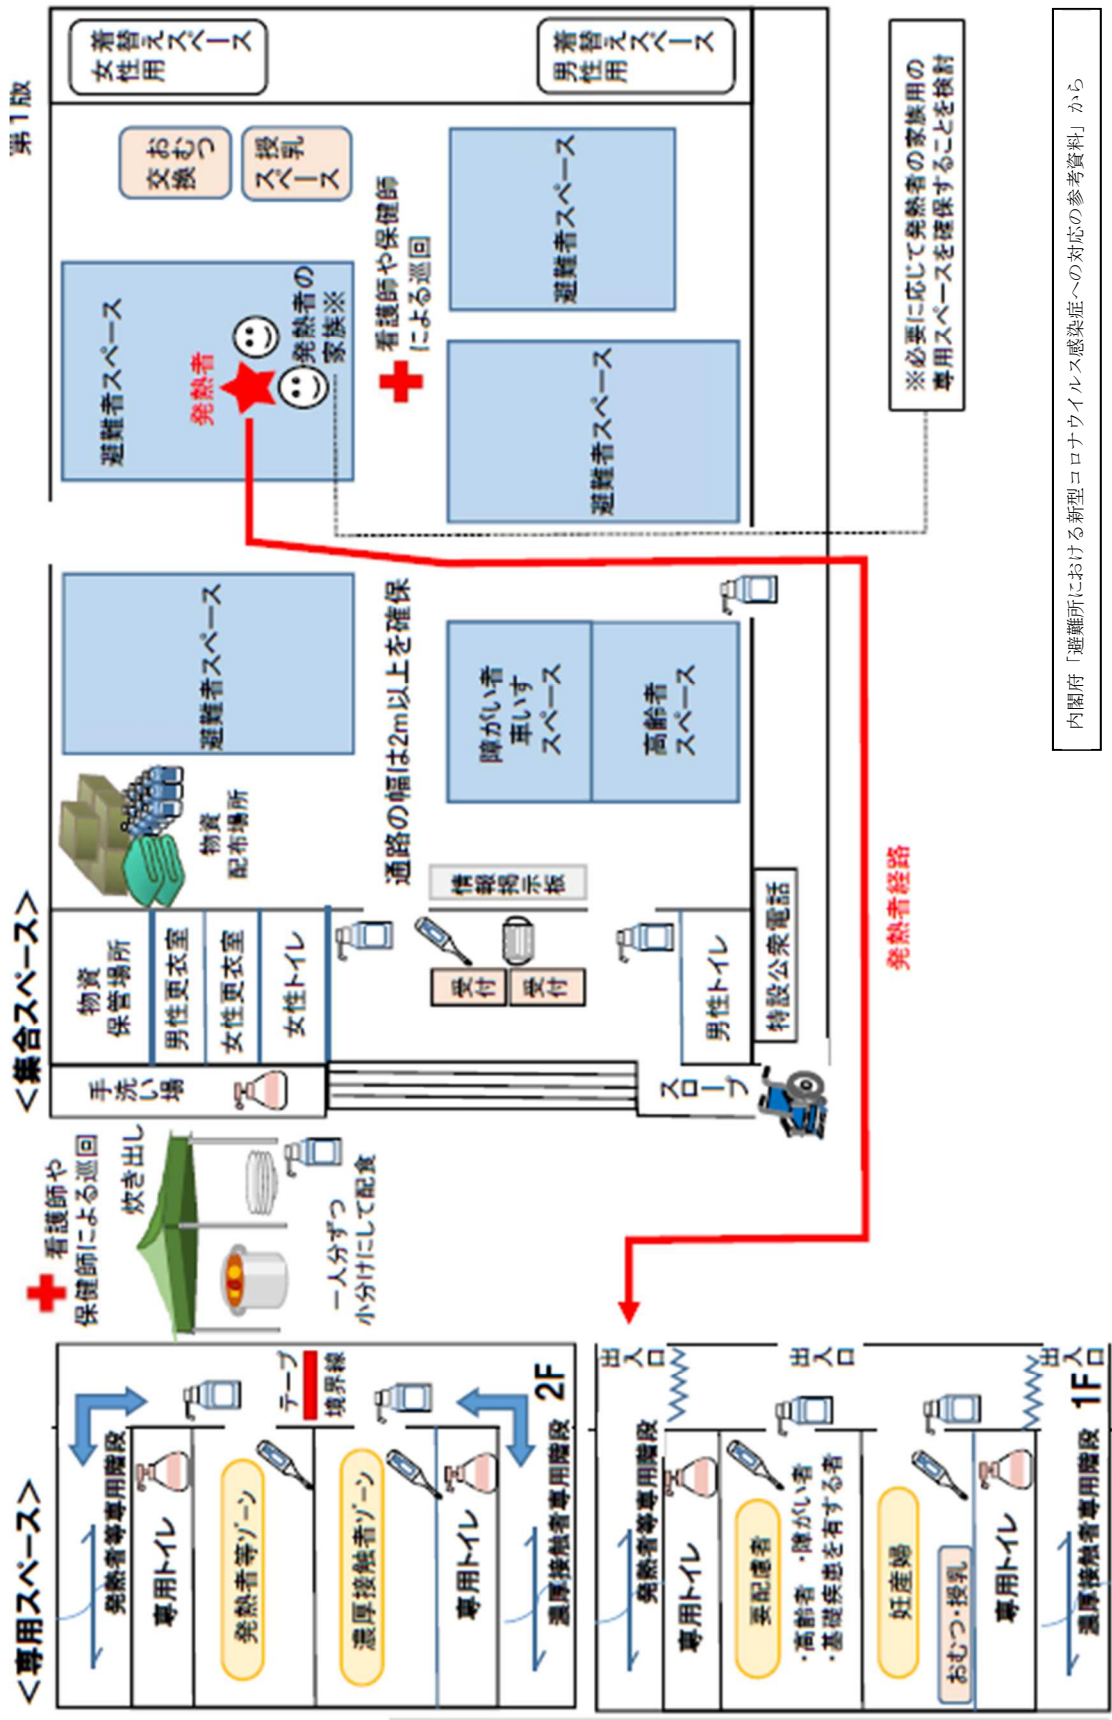 第1版
<専用スペース>
<集合スペース>
看護師や
保健師による巡回
炊き出し
一人分ずつ
小分けにして配食
発熱者等専用階段
専用トイレ
発熱者等ゾーン
濃厚接触者ゾーン
専用トイレ
濃厚接触者専用階段
テープ
境界線
2F
発熱者等専用階段
専用トイレ
要配慮者
・高齢者 ・障がい者
・基礎疾患を有する者
妊産婦
おむつ・授乳
専用トイレ
濃厚接触者専用階段
出入口
出入口
出入口
1F
手洗い場
物資
保管場所
男性更衣室
女性更衣室
女性トイレ
受付
受付
男性トイレ
スロープ
特設公衆電話
情報掲示板
物資
配布場所
避難者スペース
通路の幅は2m以上を確保
障がい者
車いす
スペース
高齢者
スペース
避難者スペース
発熱者
発熱者の
家族※
看護師や保健師
による巡回
避難者スペース
避難者スペース
おむつ
交換
授乳
スペース
着替えスペース
女性用
着替えスペース
男性用
発熱者経路
※必要に応じて発熱者の家族用の
専用スペースを確保することを検討
内閣府「避難所における新型コロナウイルス感染症への対応の参考資料」から